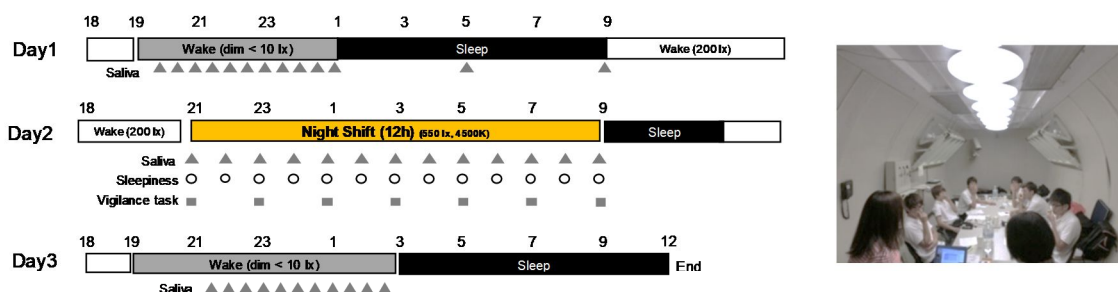 18 19 21 23 1 3 5 7 9
Day1 Wake (dim < 10 lx) Sleep Wake (200 lx)
Saliva
18 21 23 1 3 5 7 9
Day2 Wake (200 lx) Night Shift (12h) (550 lx, 4500K) Sleep
Saliva
Sleepiness
Vigilance task
18 19 21 23 1 3 5 7 9 12
Day3 Wake (dim < 10 lx) Sleep End
Saliva